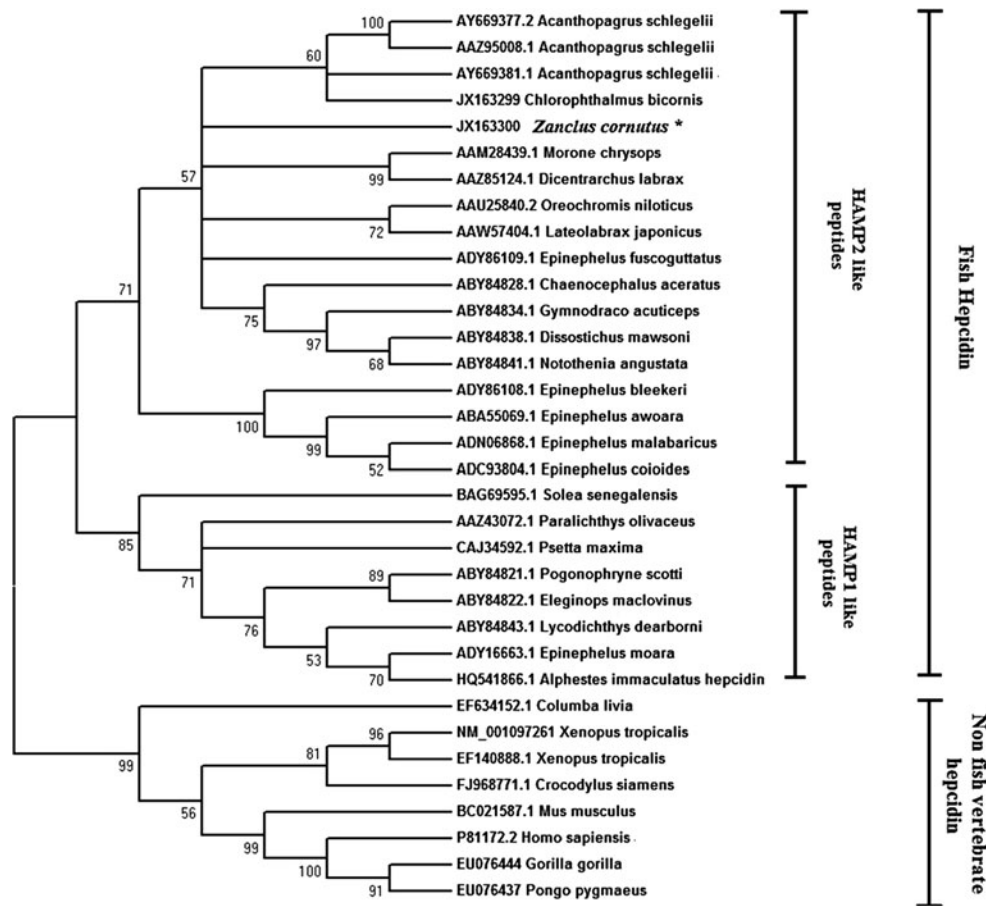 100
AY669377.2 Acanthopagrus schlegelii
AAZ95008.1 Acanthopagrus schlegelii
60
AY669381.1 Acanthopagrus schlegelii
JX163299 Chlorophthalmus bicornis
JX163300 Zanclus cornutus *
57
AAM28439.1 Morone chrysops
99
AAZ85124.1 Dicentrarchus labrax
AAU25840.2 Oreochromis niloticus
72
AAW57404.1 Lateolabrax japonicus
ADY86109.1 Epinephelus fuscoguttatus
71
ABY84828.1 Chaenocephalus aceratus
75
ABY84834.1 Gymnodraco acuticeps
97
ABY84838.1 Dissostichus mawsoni
68
ABY84841.1 Notothenia angustata
ADY86108.1 Epinephelus bleekeri
100
ABA55069.1 Epinephelus awoara
99
ADN06868.1 Epinephelus malabaricus
52
ADC93804.1 Epinephelus coioides
BAG69595.1 Solea senegalensis
85
AAZ43072.1 Paralichthys olivaceus
CAJ34592.1 Psetta maxima
71
89
ABY84821.1 Pogonophryne scotti
ABY84822.1 Eleginops maclovinus
76
ABY84843.1 Lycodichthys dearborni
53
ADY16663.1 Epinephelus moara
70
HQ541866.1 Alphestes immaculatus hepcidin
EF634152.1 Columba livia
99
96
NM_001097261 Xenopus tropicalis
81
EF140888.1 Xenopus tropicalis
FJ968771.1 Crocodylus siamens
56
BC021587.1 Mus musculus
99
P81172.2 Homo sapiensis
100
EU076444 Gorilla gorilla
91
EU076437 Pongo pygmaeus
HAMP2 like
peptides
HAMP1 like
peptides
Fish Hepcidin
Non fish vertebrate
hepcidin